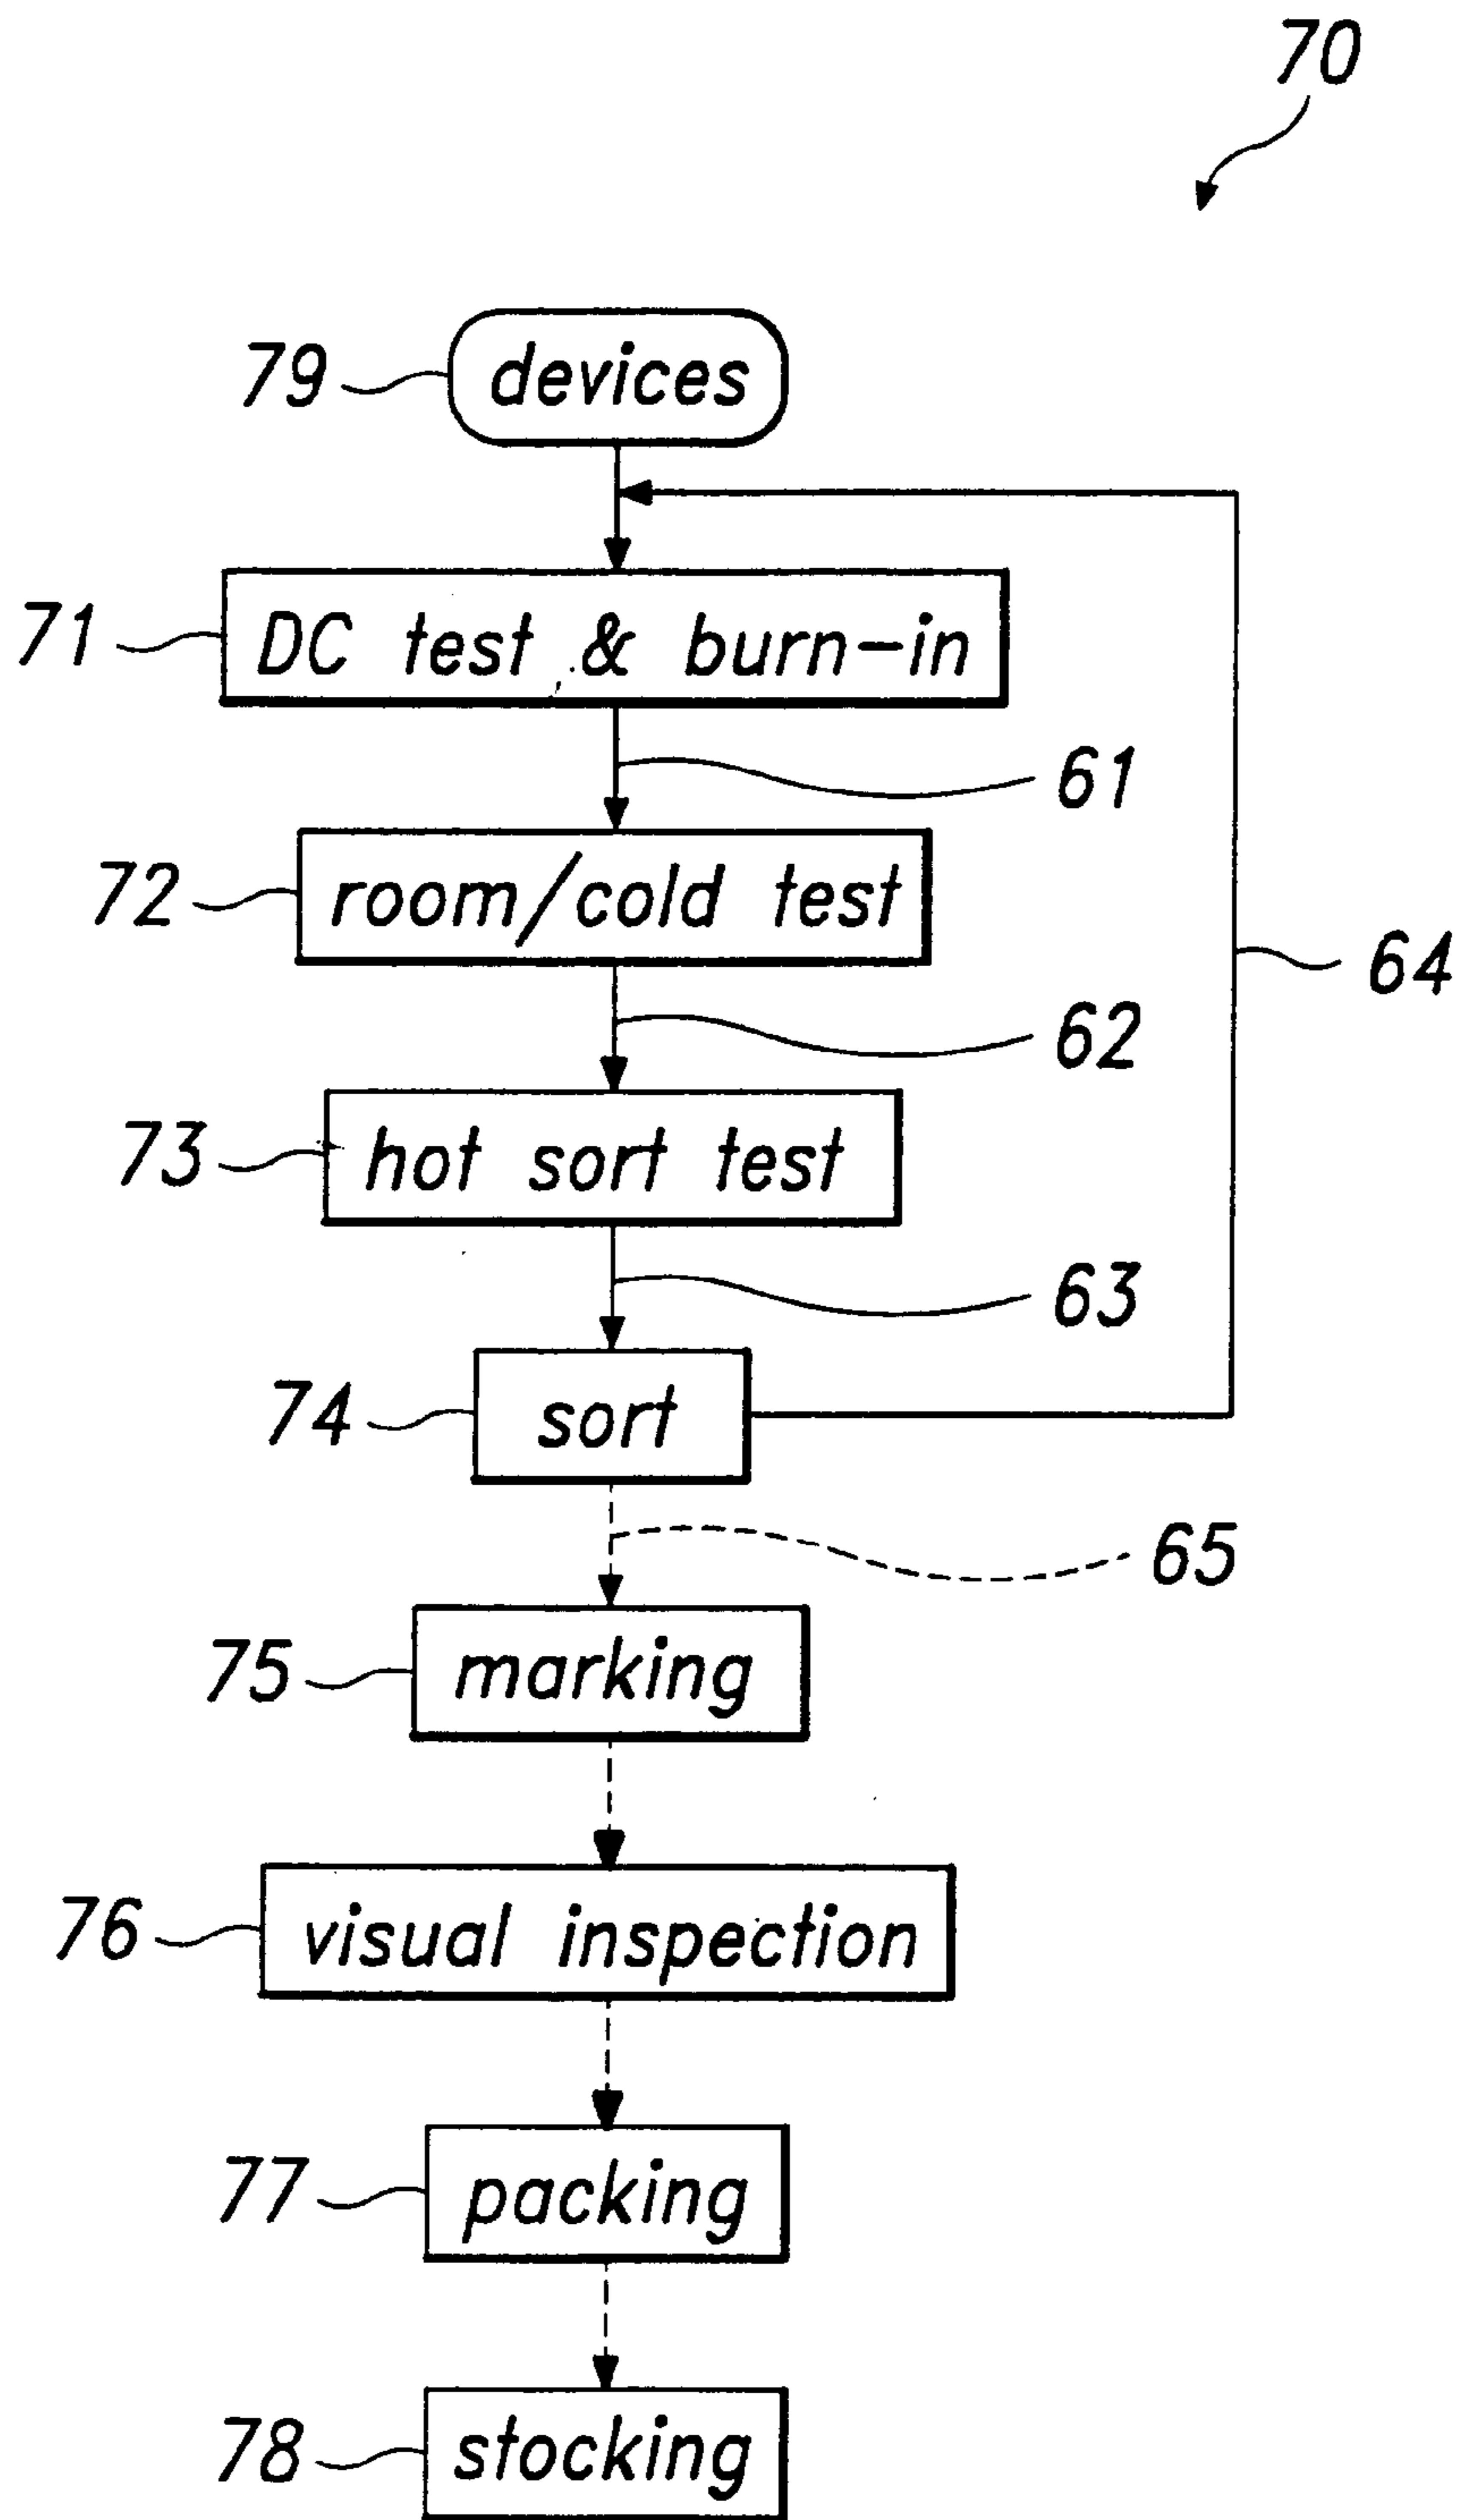 70
79 devices
71 DC test & burn-in
61
72 room/cold test
64
62
73 hot sort test
63
74 sort
65
75 marking
76 visual inspection
77 packing
78 stocking